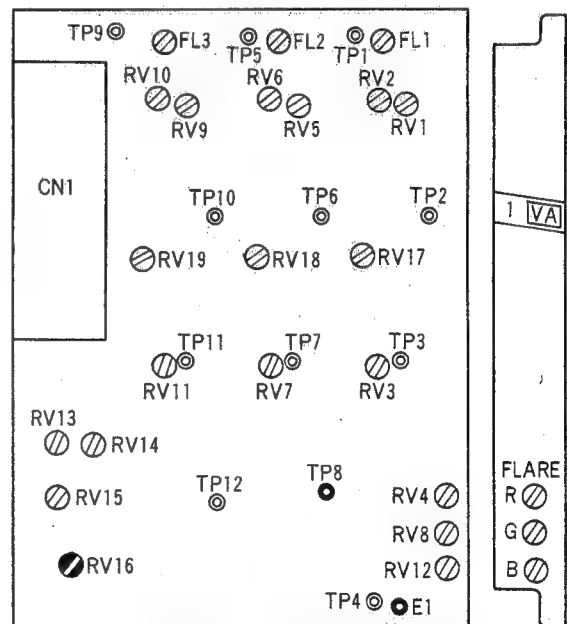 TP9 FL3 TP5 FL2 TP1 FL1
RV10 RV6 RV2
RV9 RV5 RV1
CN1
TP10 TP6 TP2
1 VA
RV19 RV18 RV17
TP11 TP7 TP3
RV11 RV7 RV3
RV13
RV14
FLARE
TP8
RV15 TP12 RV4 R
RV8 G
RV16 RV12 B
TP4 E1